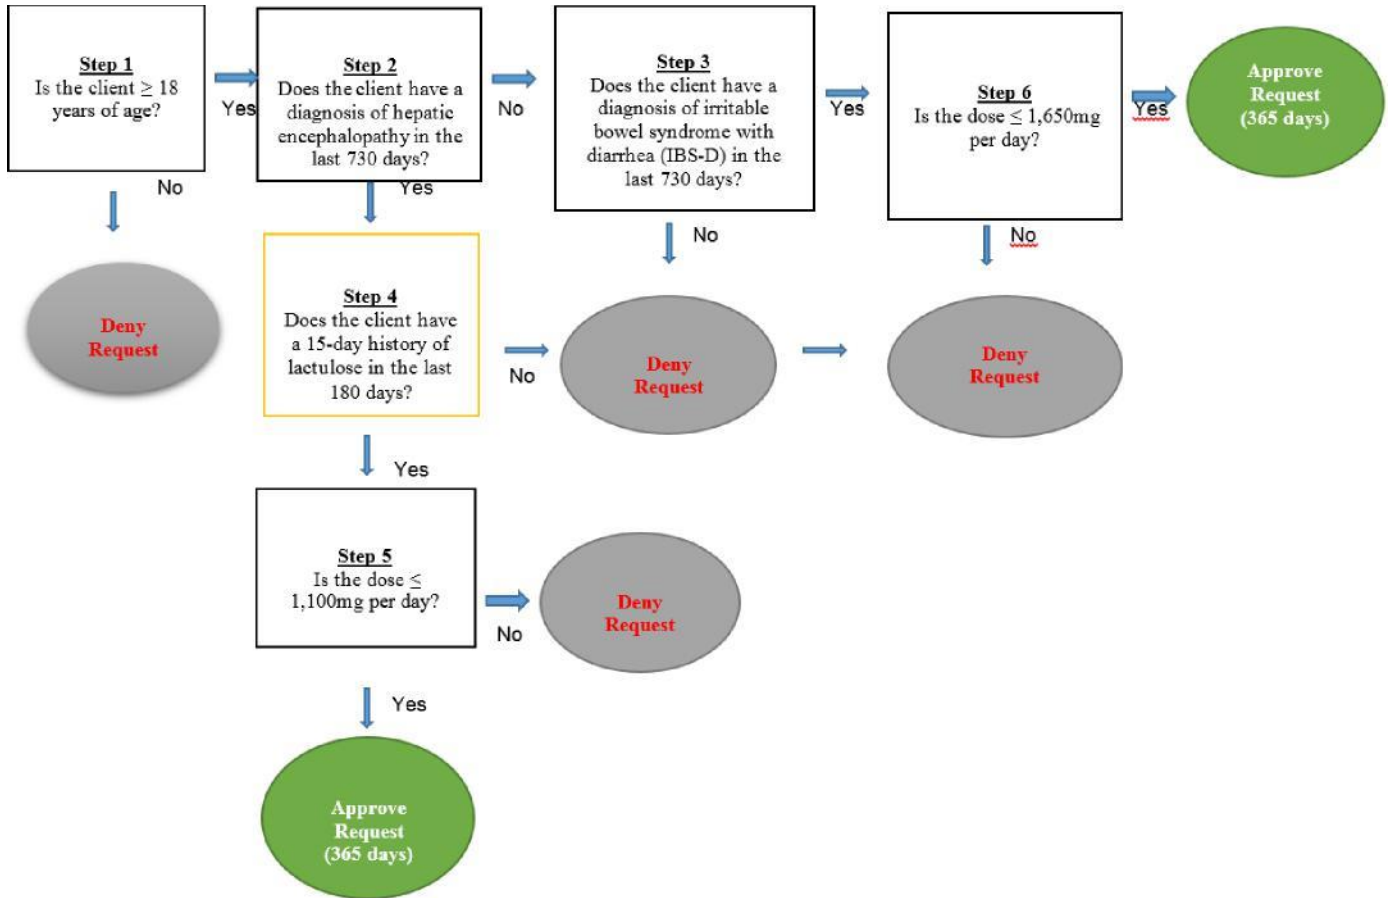 Step 1
Is the client ≥ 18
years of age?
Yes
No
Deny
Request
Step 2
Does the client have a
diagnosis of hepatic
encephalopathy in the
last 730 days?
No
Yes
Step 3
Does the client have a
diagnosis of irritable
bowel syndrome with
diarrhea (IBS-D) in the
last 730 days?
Yes
No
Step 6
Is the dose ≤ 1,650mg
per day?
Yes
No
Approve
Request
(365 days)
Step 4
Does the client have
a 15-day history of
lactulose in the last
180 days?
No
Yes
Deny
Request
Deny
Request
Step 5
Is the dose ≤
1,100mg per day?
No
Yes
Deny
Request
Approve
Request
(365 days)